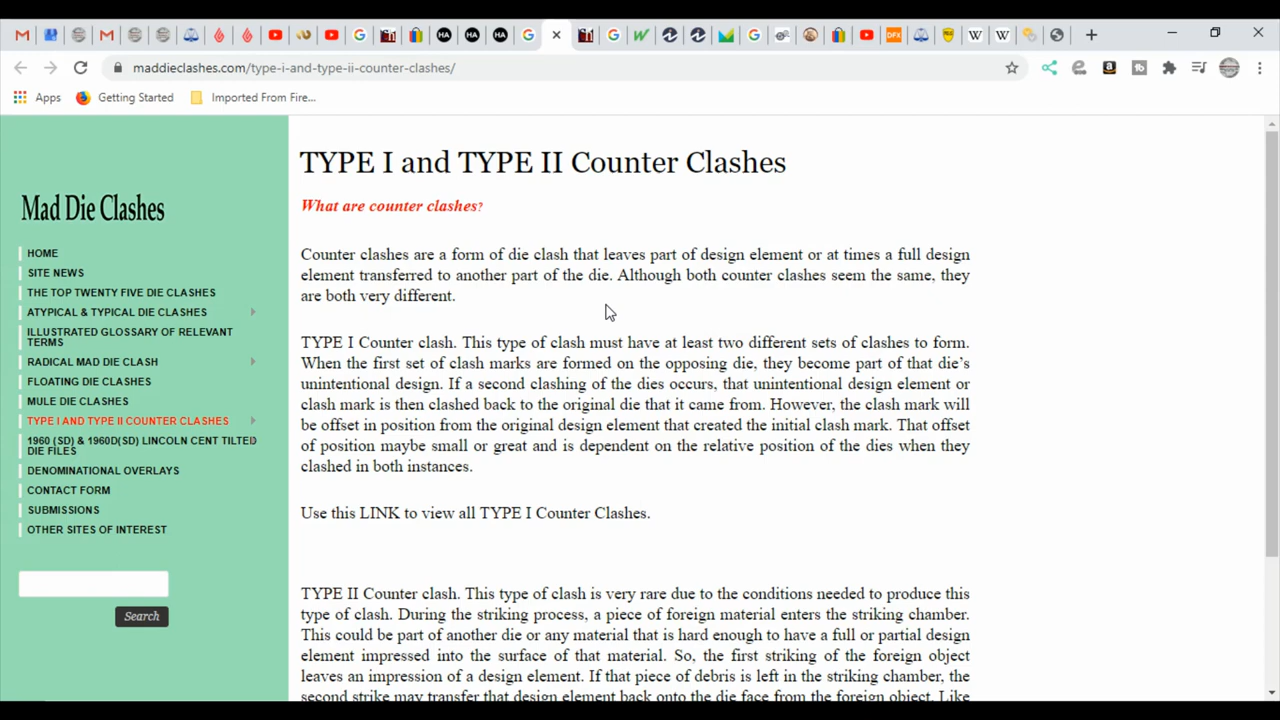 maddieclashes.com/type-i-and-type-ii-counter-clashes/
Apps
Getting Started
Imported From Fire...
Mad Die Clashes
HOME
SITE NEWS
THE TOP TWENTY FIVE DIE CLASHES
ATYPICAL & TYPICAL DIE CLASHES
ILLUSTRATED GLOSSARY OF RELEVANT
TERMS
RADICAL MAD DIE CLASH
FLOATING DIE CLASHES
MULE DIE CLASHES
TYPE I AND TYPE II COUNTER CLASHES
1960 (SD) & 1960D(SD) LINCOLN CENT TILTED
DIE FILES
DENOMINATIONAL OVERLAYS
CONTACT FORM
SUBMISSIONS
OTHER SITES OF INTEREST
Search
TYPE I and TYPE II Counter Clashes
What are counter clashes?
Counter clashes are a form of die clash that leaves part of design element or at times a full design
element transferred to another part of the die. Although both counter clashes seem the same, they
are both very different.
TYPE I Counter clash. This type of clash must have at least two different sets of clashes to form.
When the first set of clash marks are formed on the opposing die, they become part of that die's
unintentional design. If a second clashing of the dies occurs, that unintentional design element or
clash mark is then clashed back to the original die that it came from. However, the clash mark will
be offset in position from the original design element that created the initial clash mark. That offset
of position maybe small or great and is dependent on the relative position of the dies when they
clashed in both instances.
Use this LINK to view all TYPE I Counter Clashes.
TYPE II Counter clash. This type of clash is very rare due to the conditions needed to produce this
type of clash. During the striking process, a piece of foreign material enters the striking chamber.
This could be part of another die or any material that is hard enough to have a full or partial design
element impressed into the surface of that material. So, the first striking of the foreign object
leaves an impression of a design element. If that piece of debris is left in the striking chamber, the
second strike may transfer that design element back onto the die face from the foreign object. Like